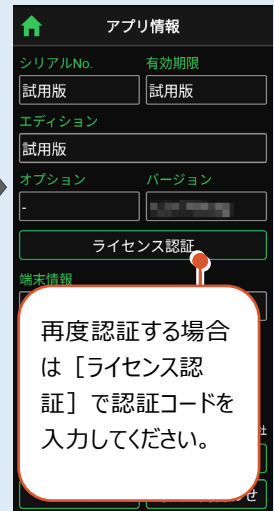 アプリ情報
シリアルNo. 有効期限
試用版 試用版
エディション
試用版
オプション バージョン
-
ライセンス認証
端末情報
再度認証する場合
は［ライセンス認
証］で認証コードを
入力してください。
社
せ